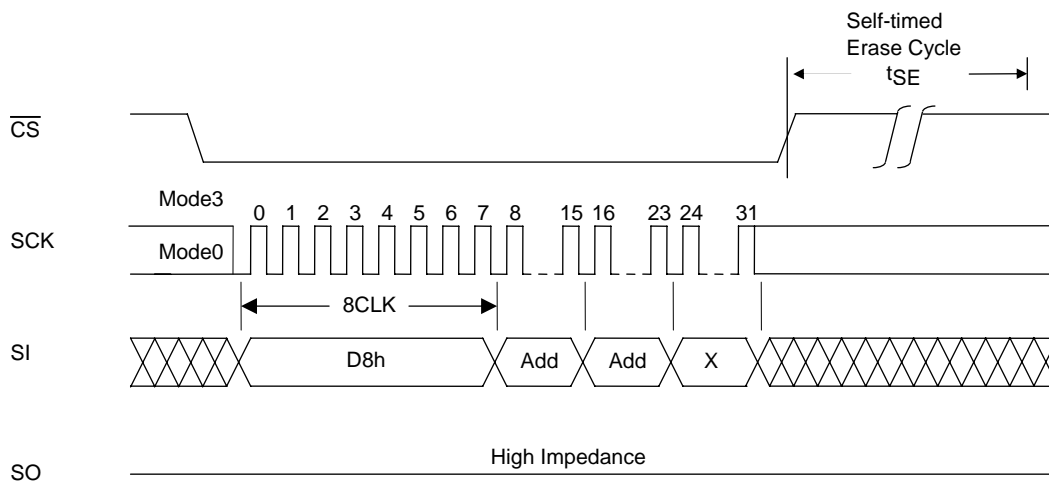 Self-timed
Erase Cycle
tSE
CS
Mode3
0 1 2 3 4 5 6 7 8 15 16 23 24 31
SCK
Mode0
8CLK
SI
D8h Add Add X
High Impedance
SO